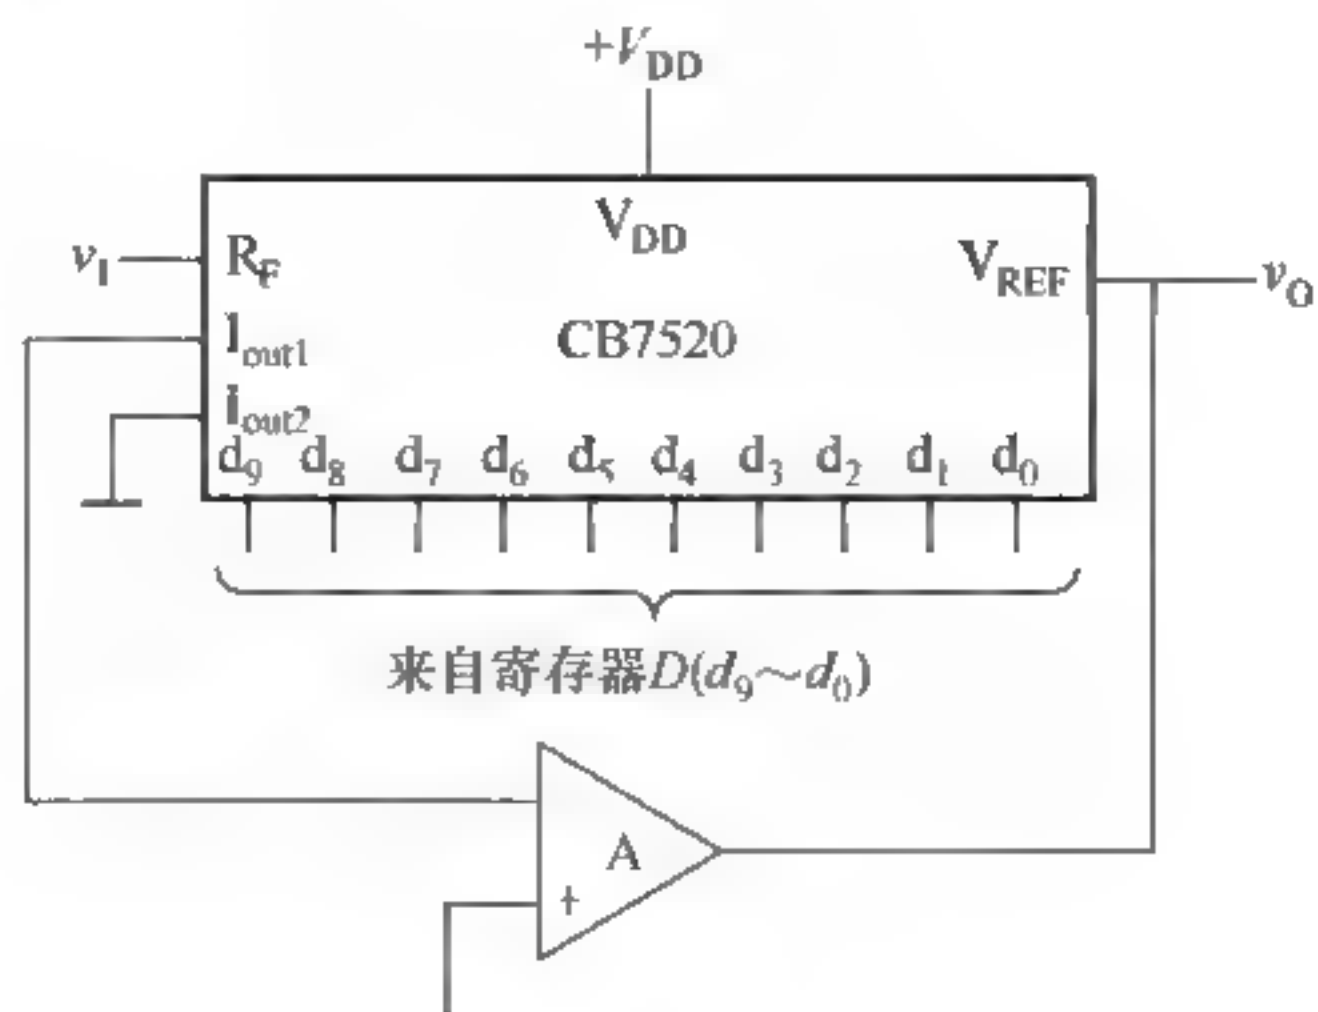 +V_DD
V_DD
v_I
R_F
V_REF
v_O
I_out1
CB7520
I_out2
d_9 d_8 d_7 d_6 d_5 d_4 d_3 d_2 d_1 d_0
来自寄存器D(d_9~d_0)
A
+